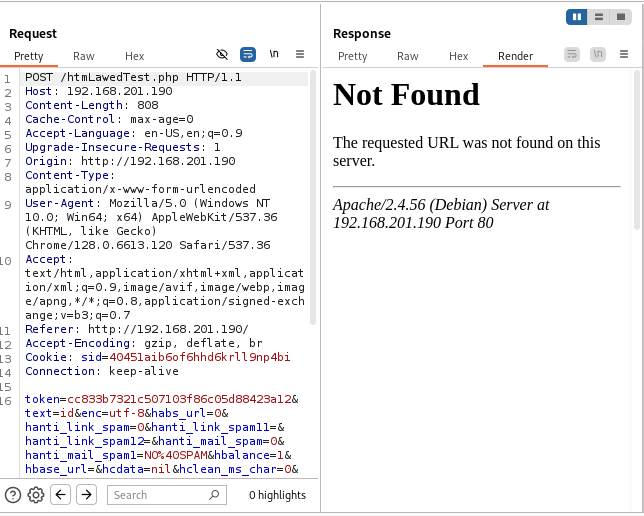 Request
Pretty Raw Hex \n
1 POST /htmLawedTest.php HTTP/1.1
2 Host: 192.168.201.190
3 Content-Length: 808
4 Cache-Control: max-age=0
5 Accept-Language: en-US,en;q=0.9
6 Upgrade-Insecure-Requests: 1
7 Origin: http://192.168.201.190
8 Content-Type:
application/x-www-form-urlencoded
9 User-Agent: Mozilla/5.0 (Windows NT
10.0; Win64; x64) AppleWebKit/537.36
(KHTML, like Gecko)
Chrome/128.0.6613.120 Safari/537.36
10 Accept:
text/html,application/xhtml+xml,applicat
ion/xml;q=0.9,image/avif,image/webp,imag
e/apng,*/*;q=0.8,application/signed-exch
ange;v=b3;q=0.7
11 Referer: http://192.168.201.190/
12 Accept-Encoding: gzip, deflate, br
13 Cookie: sid=40451aib6of6hhd6krll9np4bi
14 Connection: keep-alive
15
16
token=cc833b7321c507103f86c05d88423a12&
text=id&enc=utf-8&habs_url=0&
hanti_link_spam=0&hanti_link_spam11=&
hanti_link_spam12=&hanti_mail_spam=0&
hanti_mail_spam1=NO%40SPAM&hbalance=1&
hbase_url=&hcdata=nil&hclean_ms_char=0&
Search
0 highlights
Response
Pretty Raw Hex Render \n
Not Found
The requested URL was not found on this
server.
Apache/2.4.56 (Debian) Server at
192.168.201.190 Port 80